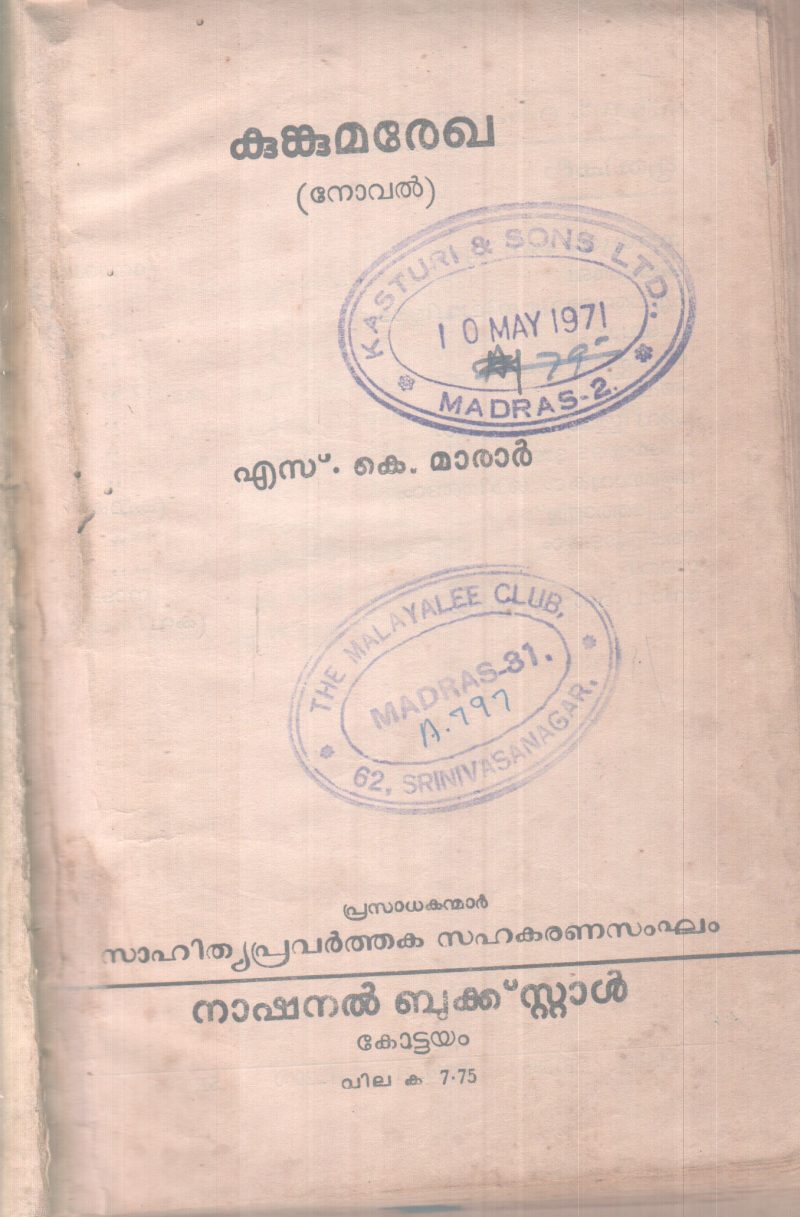 കുങ്കുമരേഖ
(നോവൽ)
KASTURI & SONS LTD.,
10 MAY 1971
79-
MADRAS-2.
എസ്. കെ. മാരാർ
THE MALAYALEE CLUB,
MADRAS-31.
A.797
62, SRINIVASANAGAR,
പ്രസാധകന്മാർ
സാഹിത്യപ്രവർത്തക സഹകരണസംഘം
നാഷനൽ ബുക്ക് സ്റ്റാൾ
കോട്ടയം
വില ക 7·75